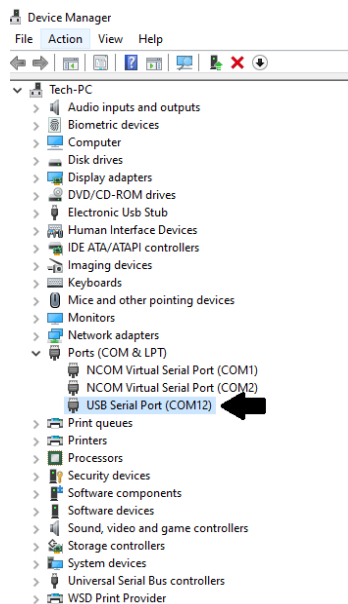 Device Manager
File Action View Help
Tech-PC
Audio inputs and outputs
Biometric devices
Computer
Disk drives
Display adapters
DVD/CD-ROM drives
Electronic Usb Stub
Human Interface Devices
IDE ATA/ATAPI controllers
Imaging devices
Keyboards
Mice and other pointing devices
Monitors
Network adapters
Ports (COM & LPT)
NCOM Virtual Serial Port (COM1)
NCOM Virtual Serial Port (COM2)
USB Serial Port (COM12)
Print queues
Printers
Processors
Security devices
Software components
Software devices
Sound, video and game controllers
Storage controllers
System devices
Universal Serial Bus controllers
WSD Print Provider